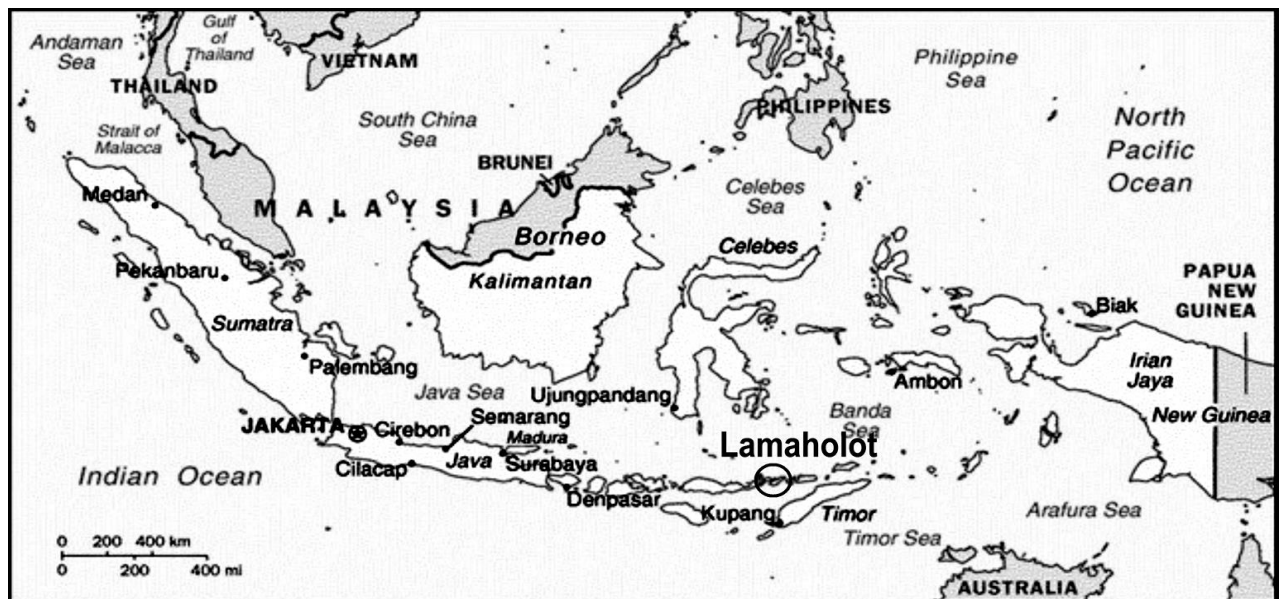 Andaman
Sea
Gulf
of
Thailand
VIETNAM
THAILAND
Strait of
Malacca
South China
Sea
PHILIPPINES
Philippine
Sea
North
Pacific
Ocean
BRUNEI
Medan
MALAYSIA
Celebes
Sea
Borneo
Celebes
Kalimantan
Pekanbaru
PAPUA
NEW
GUINEA
Biak
Sumatra
Palembang
Irian
Jaya
Ambon
Java Sea
Ujungpandang
Banda
Sea
New Guinea
Semarang
JAKARTA
Cirebon
Madura
Lamaholot
Cilacap
Java
Surabaya
Indian Ocean
Denpasar
Kupang
Timor
Arafura Sea
Timor Sea
0 200 400 km
0 200 400 mi
AUSTRALIA